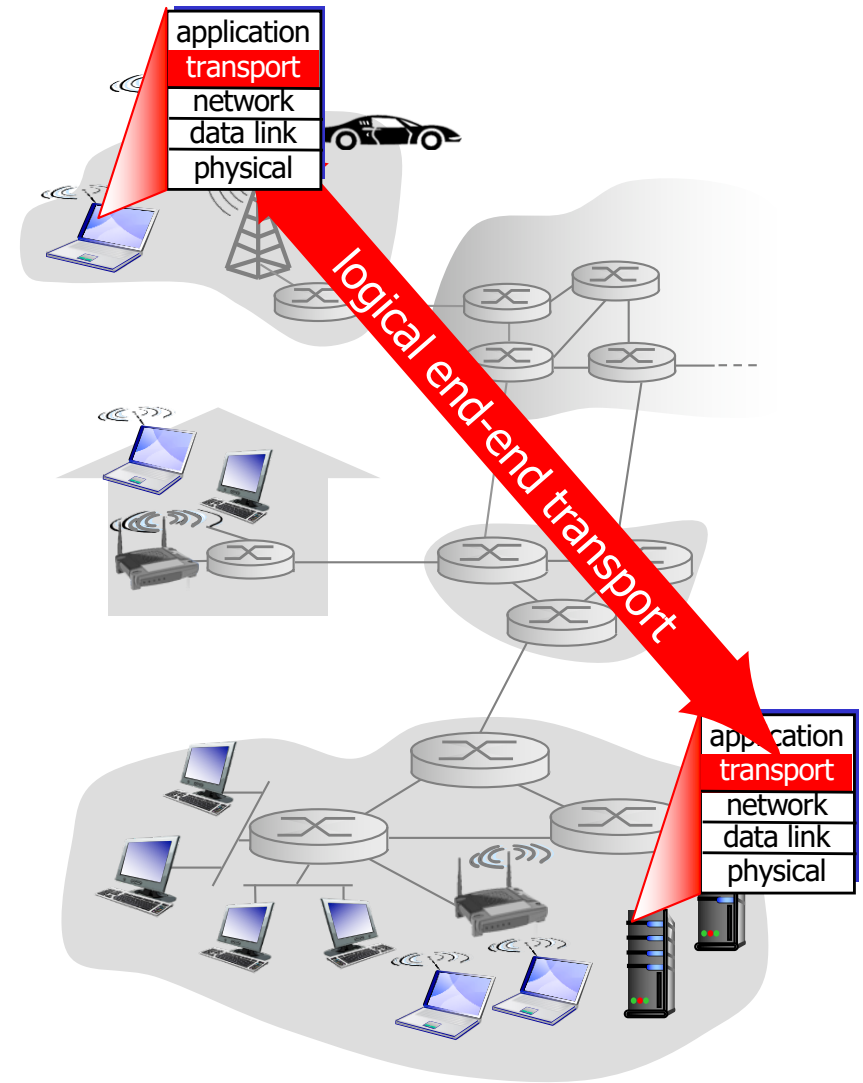 application
transport
network
data link
physical
logical end-end transport
application
transport
network
data link
physical